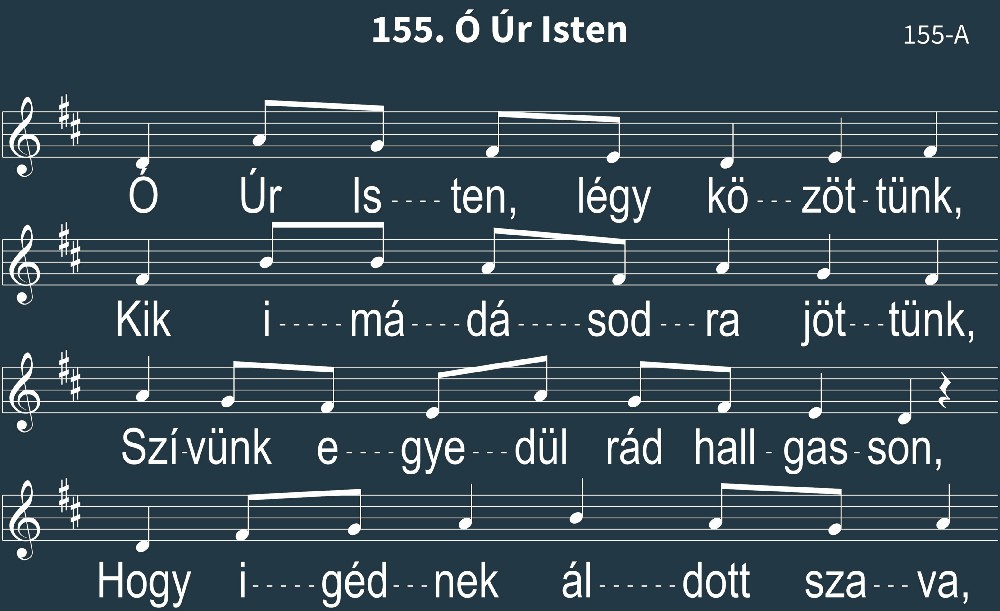 155. Ó Úr Isten
155-A
Ó Úr Is----ten, légy kö---zöt-tünk,
Kik i-----má----dá-----sod---ra jöt---tünk,
Szí-vünk e----gye---dül rád hall-gas-son,
Hogy i-----géd---nek ál------dott sza---va,